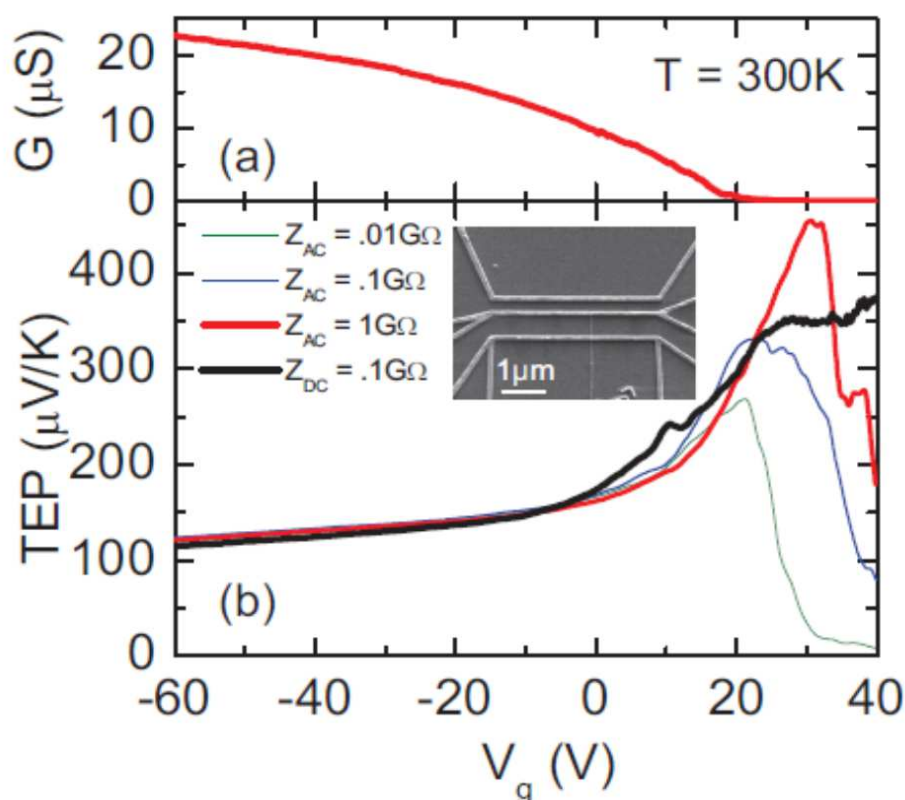 G (μS)
20
10
0
T = 300K
(a)
TEP (μV/K)
400
300
200
100
0
Z_AC = .01GΩ
Z_AC = .1GΩ
Z_AC = 1GΩ
Z_DC = .1GΩ
1μm
(b)
-60 -40 -20 0 20 40
V_g (V)